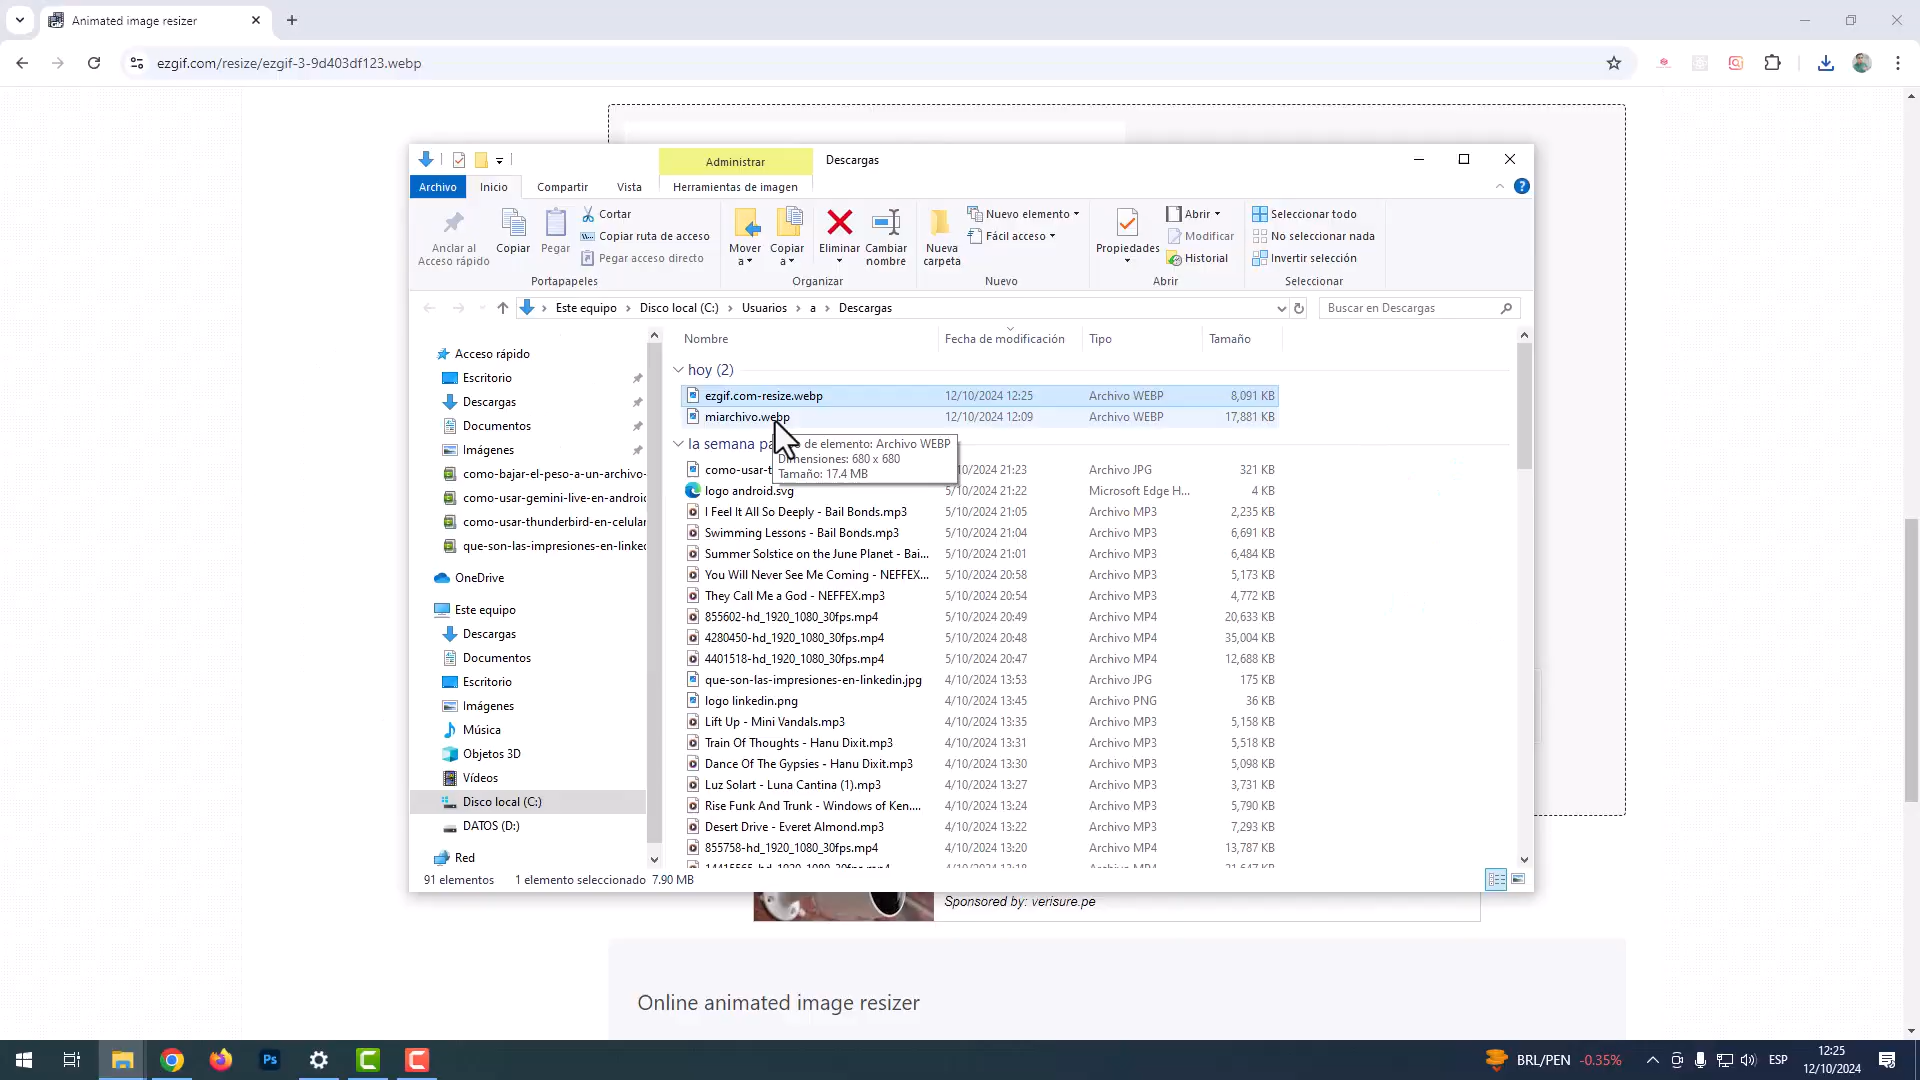 Animated image resizer
ezgif.com/resize/ezgif-3-9d403df123.webp
Administrar
Descargas
Archivo
Inicio
Compartir
Vista
Herramientas de imagen
Anclar al
Acceso rápido
Copiar
Pegar
Cortar
Copiar ruta de acceso
Pegar acceso directo
Portapapeles
Mover
a
Copiar
a
Eliminar
Cambiar
nombre
Organizar
Nueva
carpeta
Nuevo elemento
Fácil acceso
Nuevo
Propiedades
Abrir
Modificar
Historial
Abrir
Seleccionar todo
No seleccionar nada
Invertir selección
Seleccionar
Este equipo > Disco local (C:) > Usuarios > a > Descargas
Buscar en Descargas
Acceso rápido
Escritorio
Descargas
Documentos
Imágenes
como-bajar-el-peso-a-un-archivo-
como-usar-gemini-live-en-android
como-usar-thunderbird-en-celular
que-son-las-impresiones-en-linked
OneDrive
Este equipo
Descargas
Documentos
Escritorio
Imágenes
Música
Objetos 3D
Vídeos
Disco local (C:)
DATOS (D:)
Red
Nombre Fecha de modificación Tipo Tamaño
hoy (2)
ezgif.com-resize.webp 12/10/2024 12:25 Archivo WEBP 8,091 KB
miarchivo.webp 12/10/2024 12:09 Archivo WEBP 17,881 KB
la semana pa
de elemento: Archivo WEBP
Dimensiones: 680 x 680
Tamaño: 17.4 MB
como-usar-t 21:23 Archivo JPG 321 KB
logo android.svg 5/10/2024 21:22 Microsoft Edge H... 4 KB
I Feel It All So Deeply - Bail Bonds.mp3 5/10/2024 21:05 Archivo MP3 2,235 KB
Swimming Lessons - Bail Bonds.mp3 5/10/2024 21:04 Archivo MP3 6,691 KB
Summer Solstice on the June Planet - Bai... 5/10/2024 21:01 Archivo MP3 6,484 KB
You Will Never See Me Coming - NEFFEX... 5/10/2024 20:58 Archivo MP3 5,173 KB
They Call Me a God - NEFFEX.mp3 5/10/2024 20:54 Archivo MP3 4,772 KB
855602-hd_1920_1080_30fps.mp4 5/10/2024 20:49 Archivo MP4 20,633 KB
4280450-hd_1920_1080_30fps.mp4 5/10/2024 20:48 Archivo MP4 35,004 KB
4401518-hd_1920_1080_30fps.mp4 5/10/2024 20:47 Archivo MP4 12,688 KB
que-son-las-impresiones-en-linkedin.jpg 4/10/2024 13:53 Archivo JPG 175 KB
logo linkedin.png 4/10/2024 13:45 Archivo PNG 36 KB
Lift Up - Mini Vandals.mp3 4/10/2024 13:35 Archivo MP3 5,158 KB
Train Of Thoughts - Hanu Dixit.mp3 4/10/2024 13:31 Archivo MP3 5,518 KB
Dance Of The Gypsies - Hanu Dixit.mp3 4/10/2024 13:30 Archivo MP3 5,098 KB
Luz Solart - Luna Cantina (1).mp3 4/10/2024 13:27 Archivo MP3 3,731 KB
Rise Funk And Trunk - Windows of Ken.... 4/10/2024 13:24 Archivo MP3 5,790 KB
Desert Drive - Everet Almond.mp3 4/10/2024 13:22 Archivo MP3 7,293 KB
855758-hd_1920_1080_30fps.mp4 4/10/2024 13:20 Archivo MP4 13,787 KB
91 elementos 1 elemento seleccionado 7.90 MB
Sponsored by: verisure.pe
Online animated image resizer
Ps
BRL/PEN -0.35%
ESP
12:25
12/10/2024